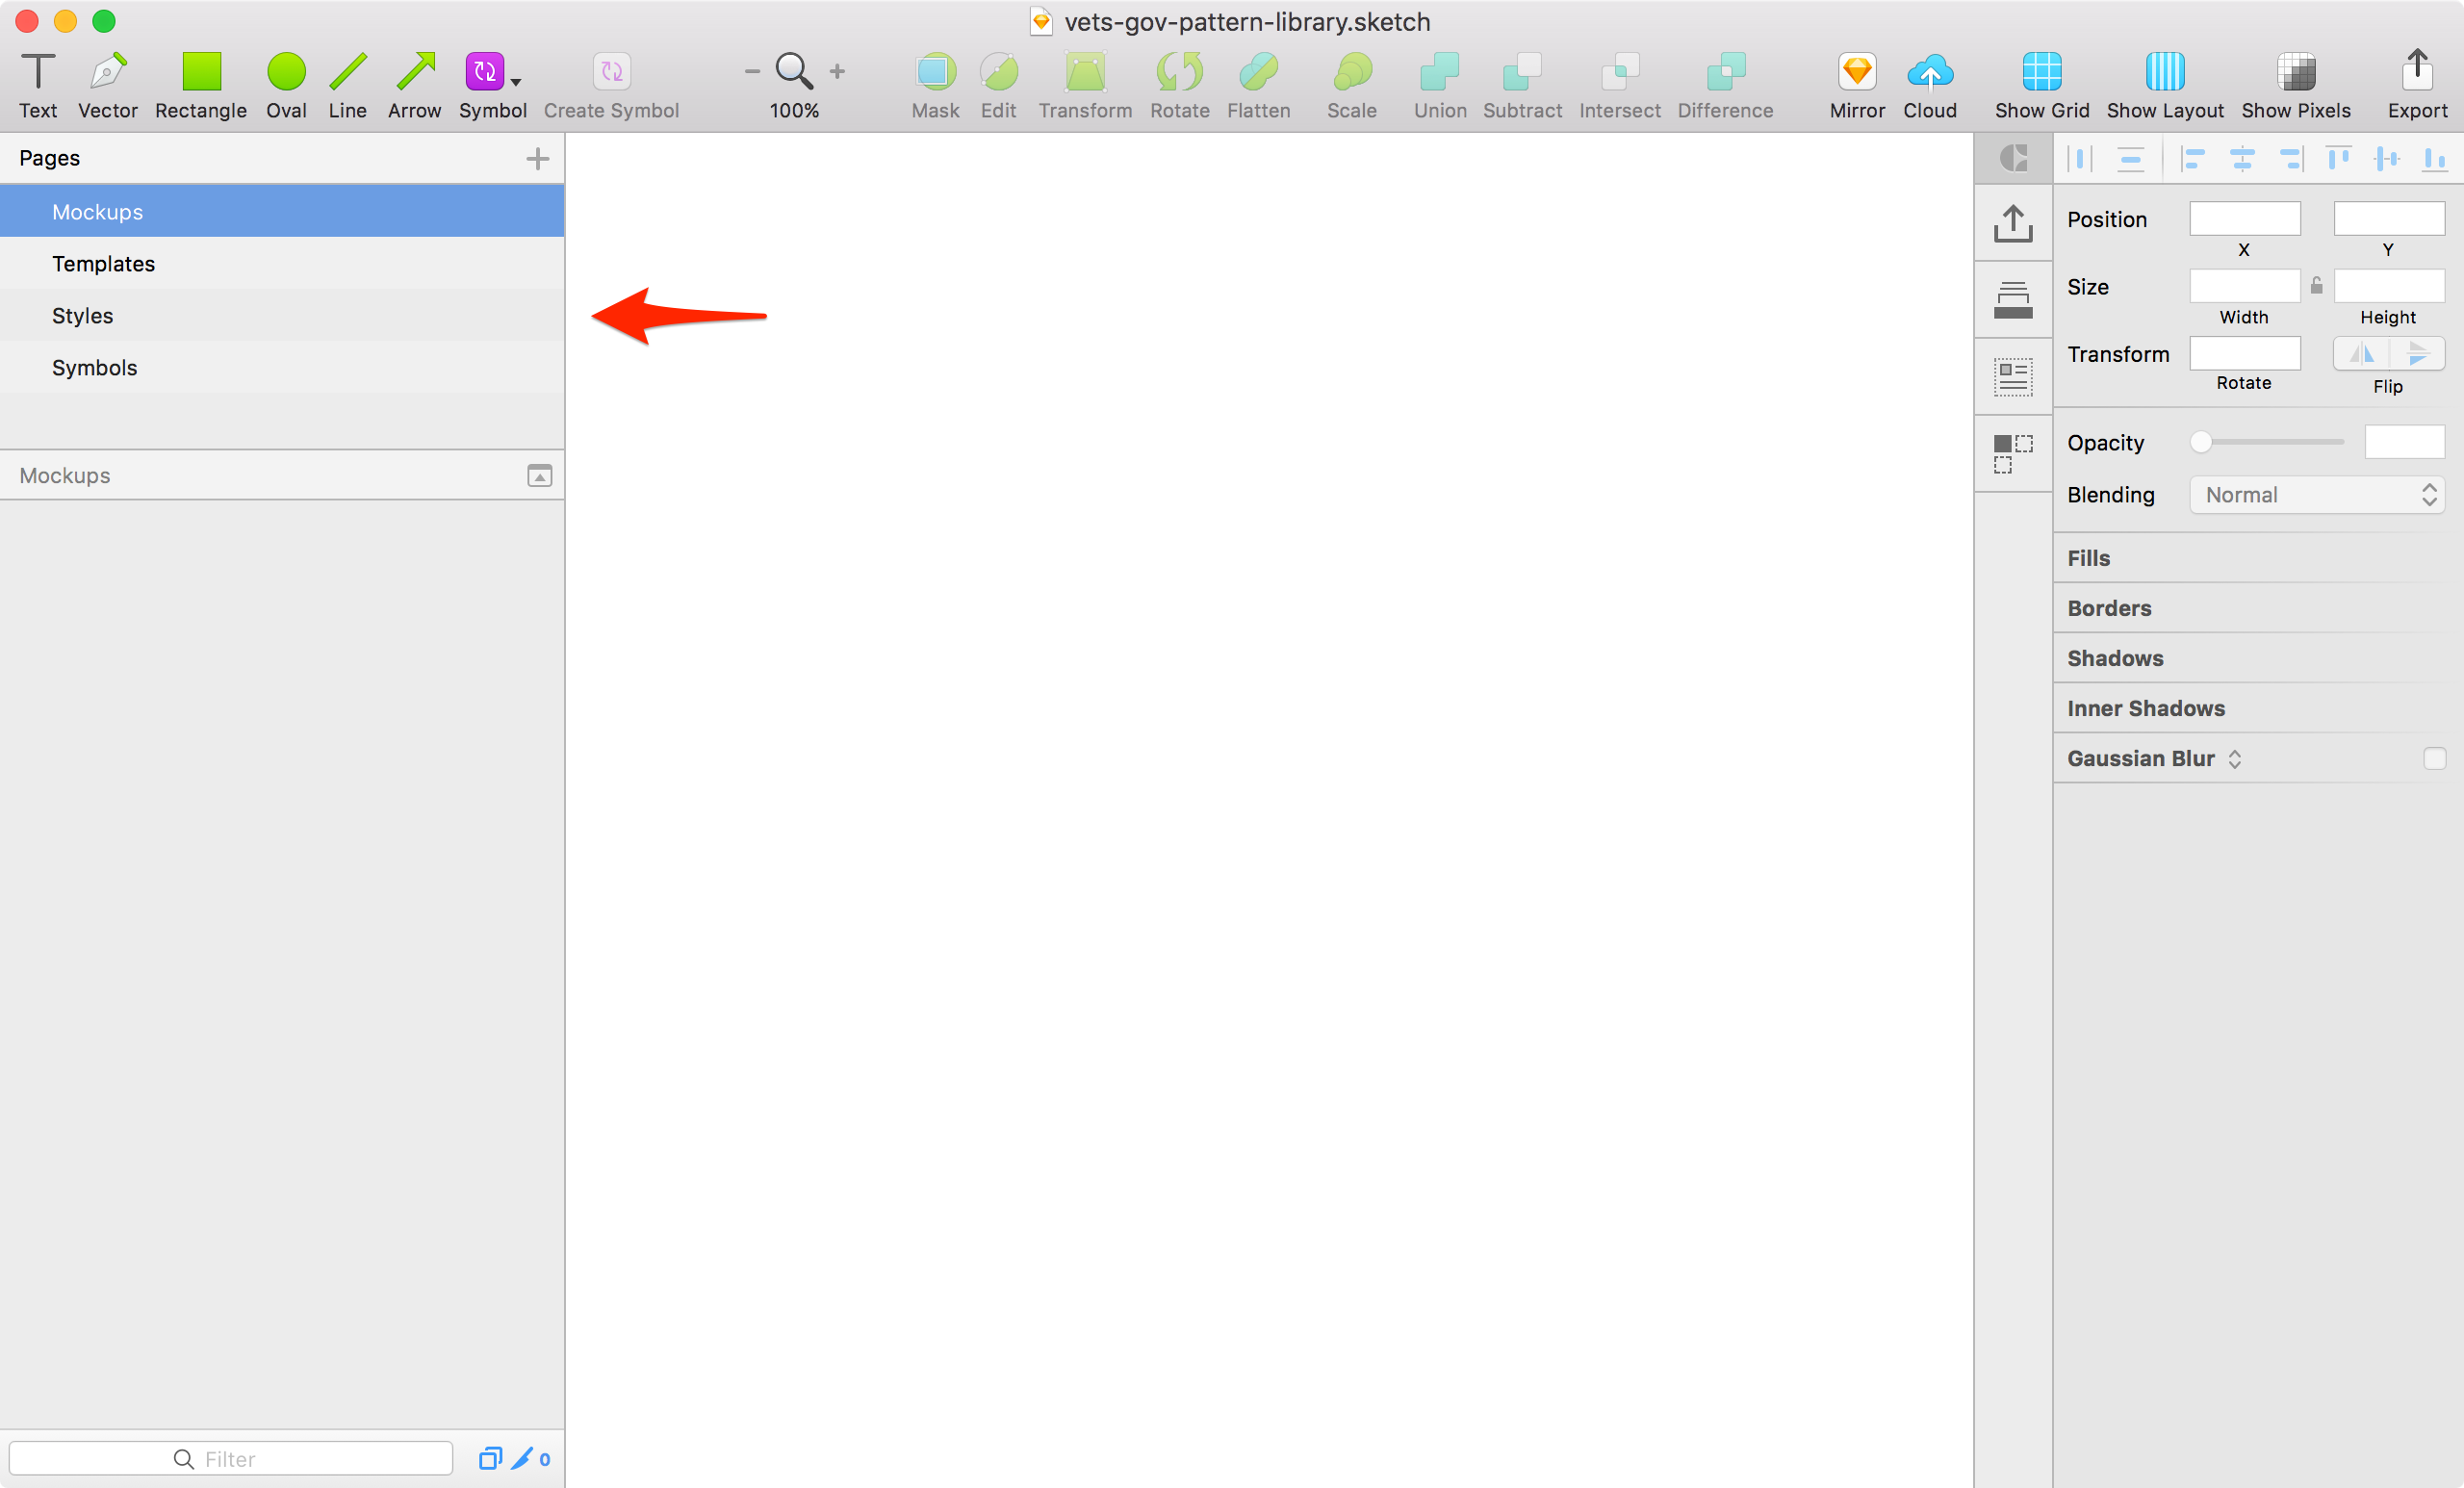 vets-gov-pattern-library.sketch
Text Vector Rectangle Oval Line Arrow Symbol Create Symbol 100% Mask Edit Transform Rotate Flatten Scale Union Subtract Intersect Difference Mirror Cloud Show Grid Show Layout Show Pixels Export
Pages
Mockups
Templates
Styles
Symbols
Mockups
Filter 0
Position
X Y
Size
Width Height
Transform
Rotate Flip
Opacity
Blending Normal
Fills
Borders
Shadows
Inner Shadows
Gaussian Blur